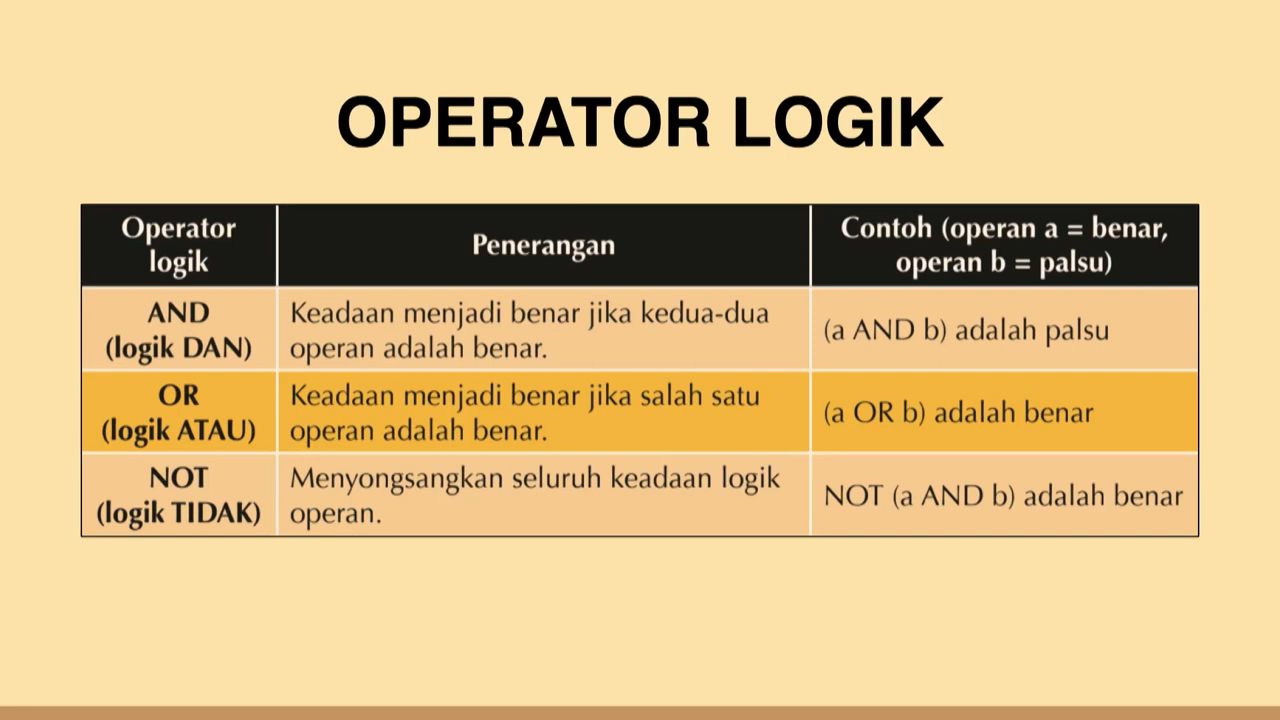 OPERATOR LOGIK
Operator
logik
Penerangan
Contoh (operan a = benar,
operan b = palsu)
AND
(logik DAN)
Keadaan menjadi benar jika kedua-dua
operan adalah benar.
(a AND b) adalah palsu
OR
(logik ATAU)
Keadaan menjadi benar jika salah satu
operan adalah benar.
(a OR b) adalah benar
NOT
(logik TIDAK)
Menyongsangkan seluruh keadaan logik
operan.
NOT (a AND b) adalah benar